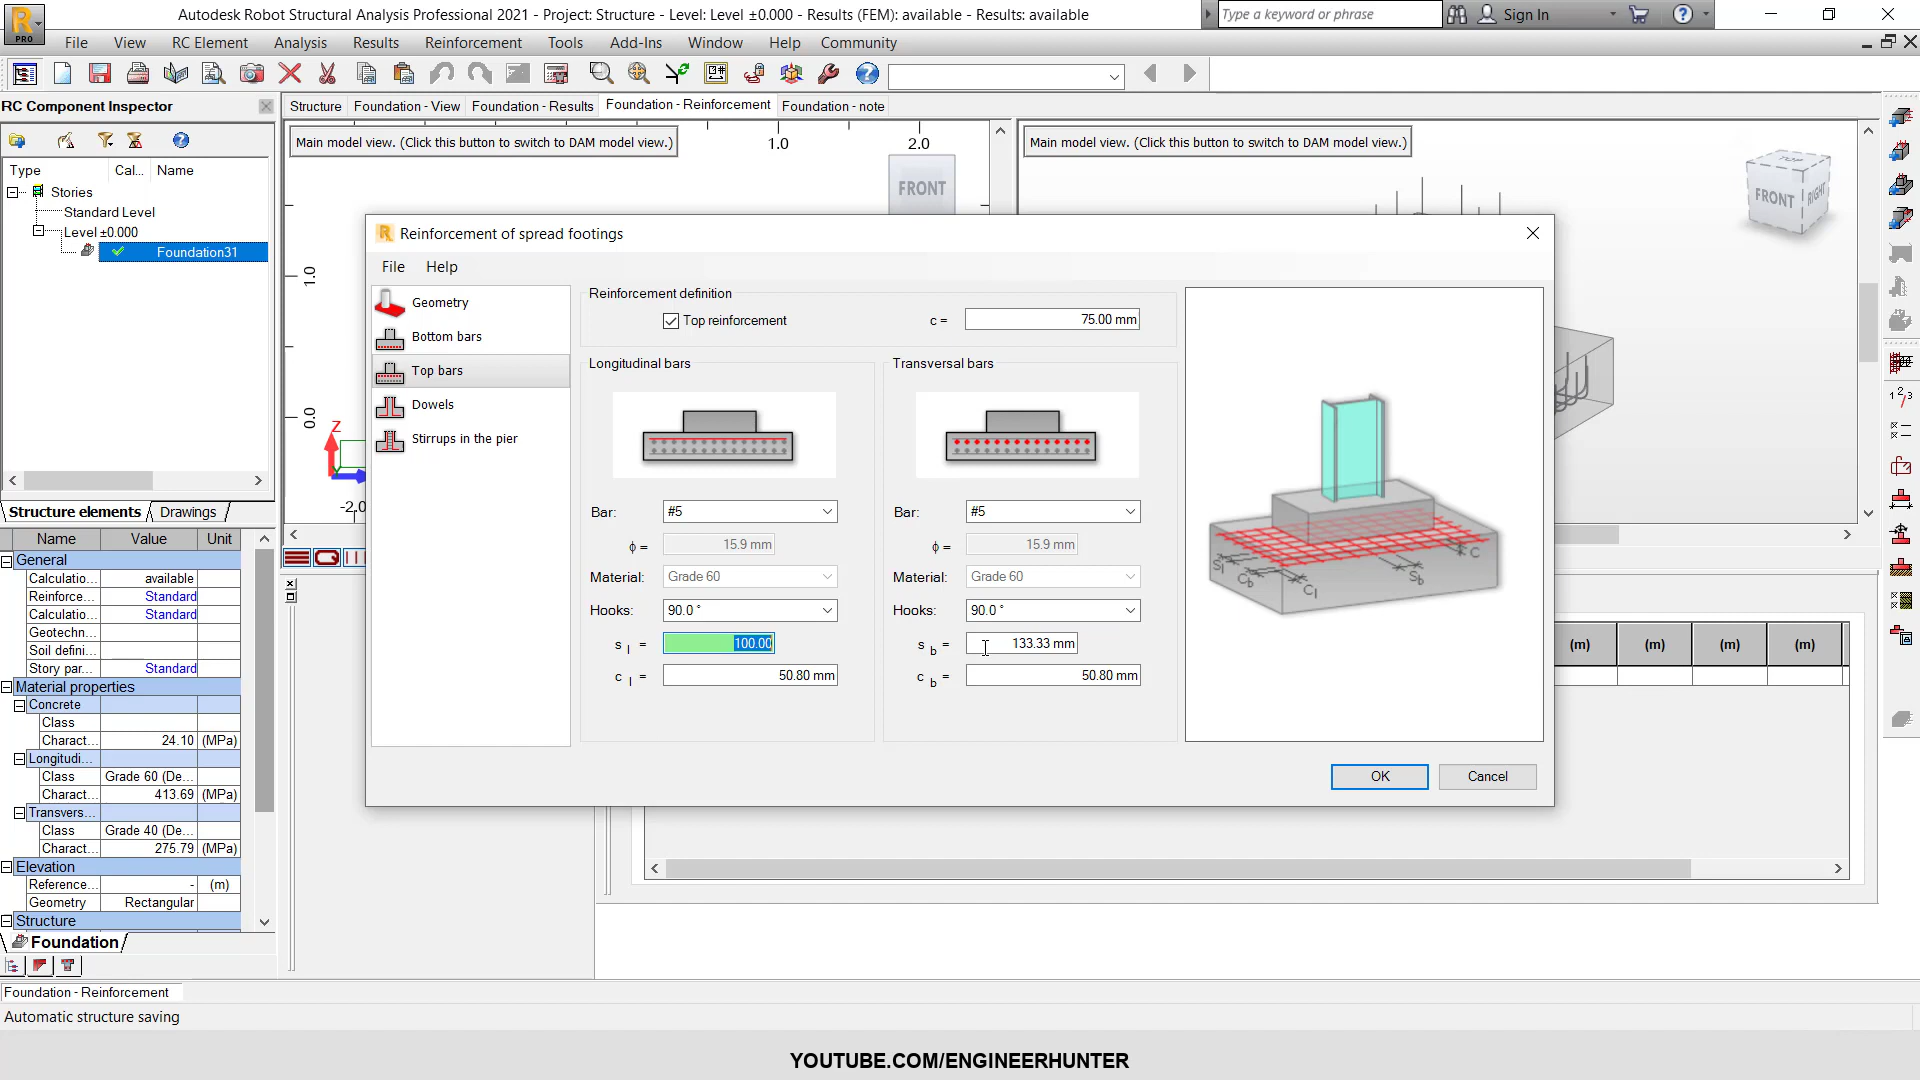 PRO
Autodesk Robot Structural Analysis Professional 2021 - Project: Structure - Level: Level ±0.000 - Results (FEM): available - Results: available
Type a keyword or phrase
Sign In
File
View
RC Element
Analysis
Results
Reinforcement
Tools
Add-Ins
Window
Help
Community
RC Component Inspector
Structure
Foundation - View
Foundation - Results
Foundation - Reinforcement
Foundation - note
Main model view. (Click this button to switch to DAM model view.)
1.0
2.0
Main model view. (Click this button to switch to DAM model view.)
Type
Cal...
Name
FRONT
TOP
FRONT
RIGHT
Stories
Standard Level
Level ±0.000
Foundation31
1.0
0.0
Z
-2.0
Structure elements
Drawings
Reinforcement of spread footings
File
Help
Geometry
Bottom bars
Top bars
Dowels
Stirrups in the pier
Reinforcement definition
Top reinforcement
c =
75.00 mm
Longitudinal bars
Transversal bars
Bar:
#5
Bar:
#5
ϕ =
15.9 mm
ϕ =
15.9 mm
Material:
Grade 60
Material:
Grade 60
Hooks:
90.0 °
Hooks:
90.0 °
s l =
100.00
s b =
133.33 mm
c l =
50.80 mm
c b =
50.80 mm
Sl
Cb
Cl
Sb
C
OK
Cancel
Name
Value
Unit
General
Calculatio...
available
Reinforce...
Standard
Calculatio...
Standard
Geotechn...
Soil defini...
Story par...
Standard
Material properties
Concrete
Class
Charact...
24.10
(MPa)
Longitudi...
Class
Grade 60 (De...
Charact...
413.69
(MPa)
Transvers...
Class
Grade 40 (De...
Charact...
275.79
(MPa)
Elevation
Reference...
-
(m)
Geometry
Rectangular
Structure
(m)
(m)
(m)
(m)
Foundation
Foundation - Reinforcement
Automatic structure saving
YOUTUBE.COM/ENGINEERHUNTER